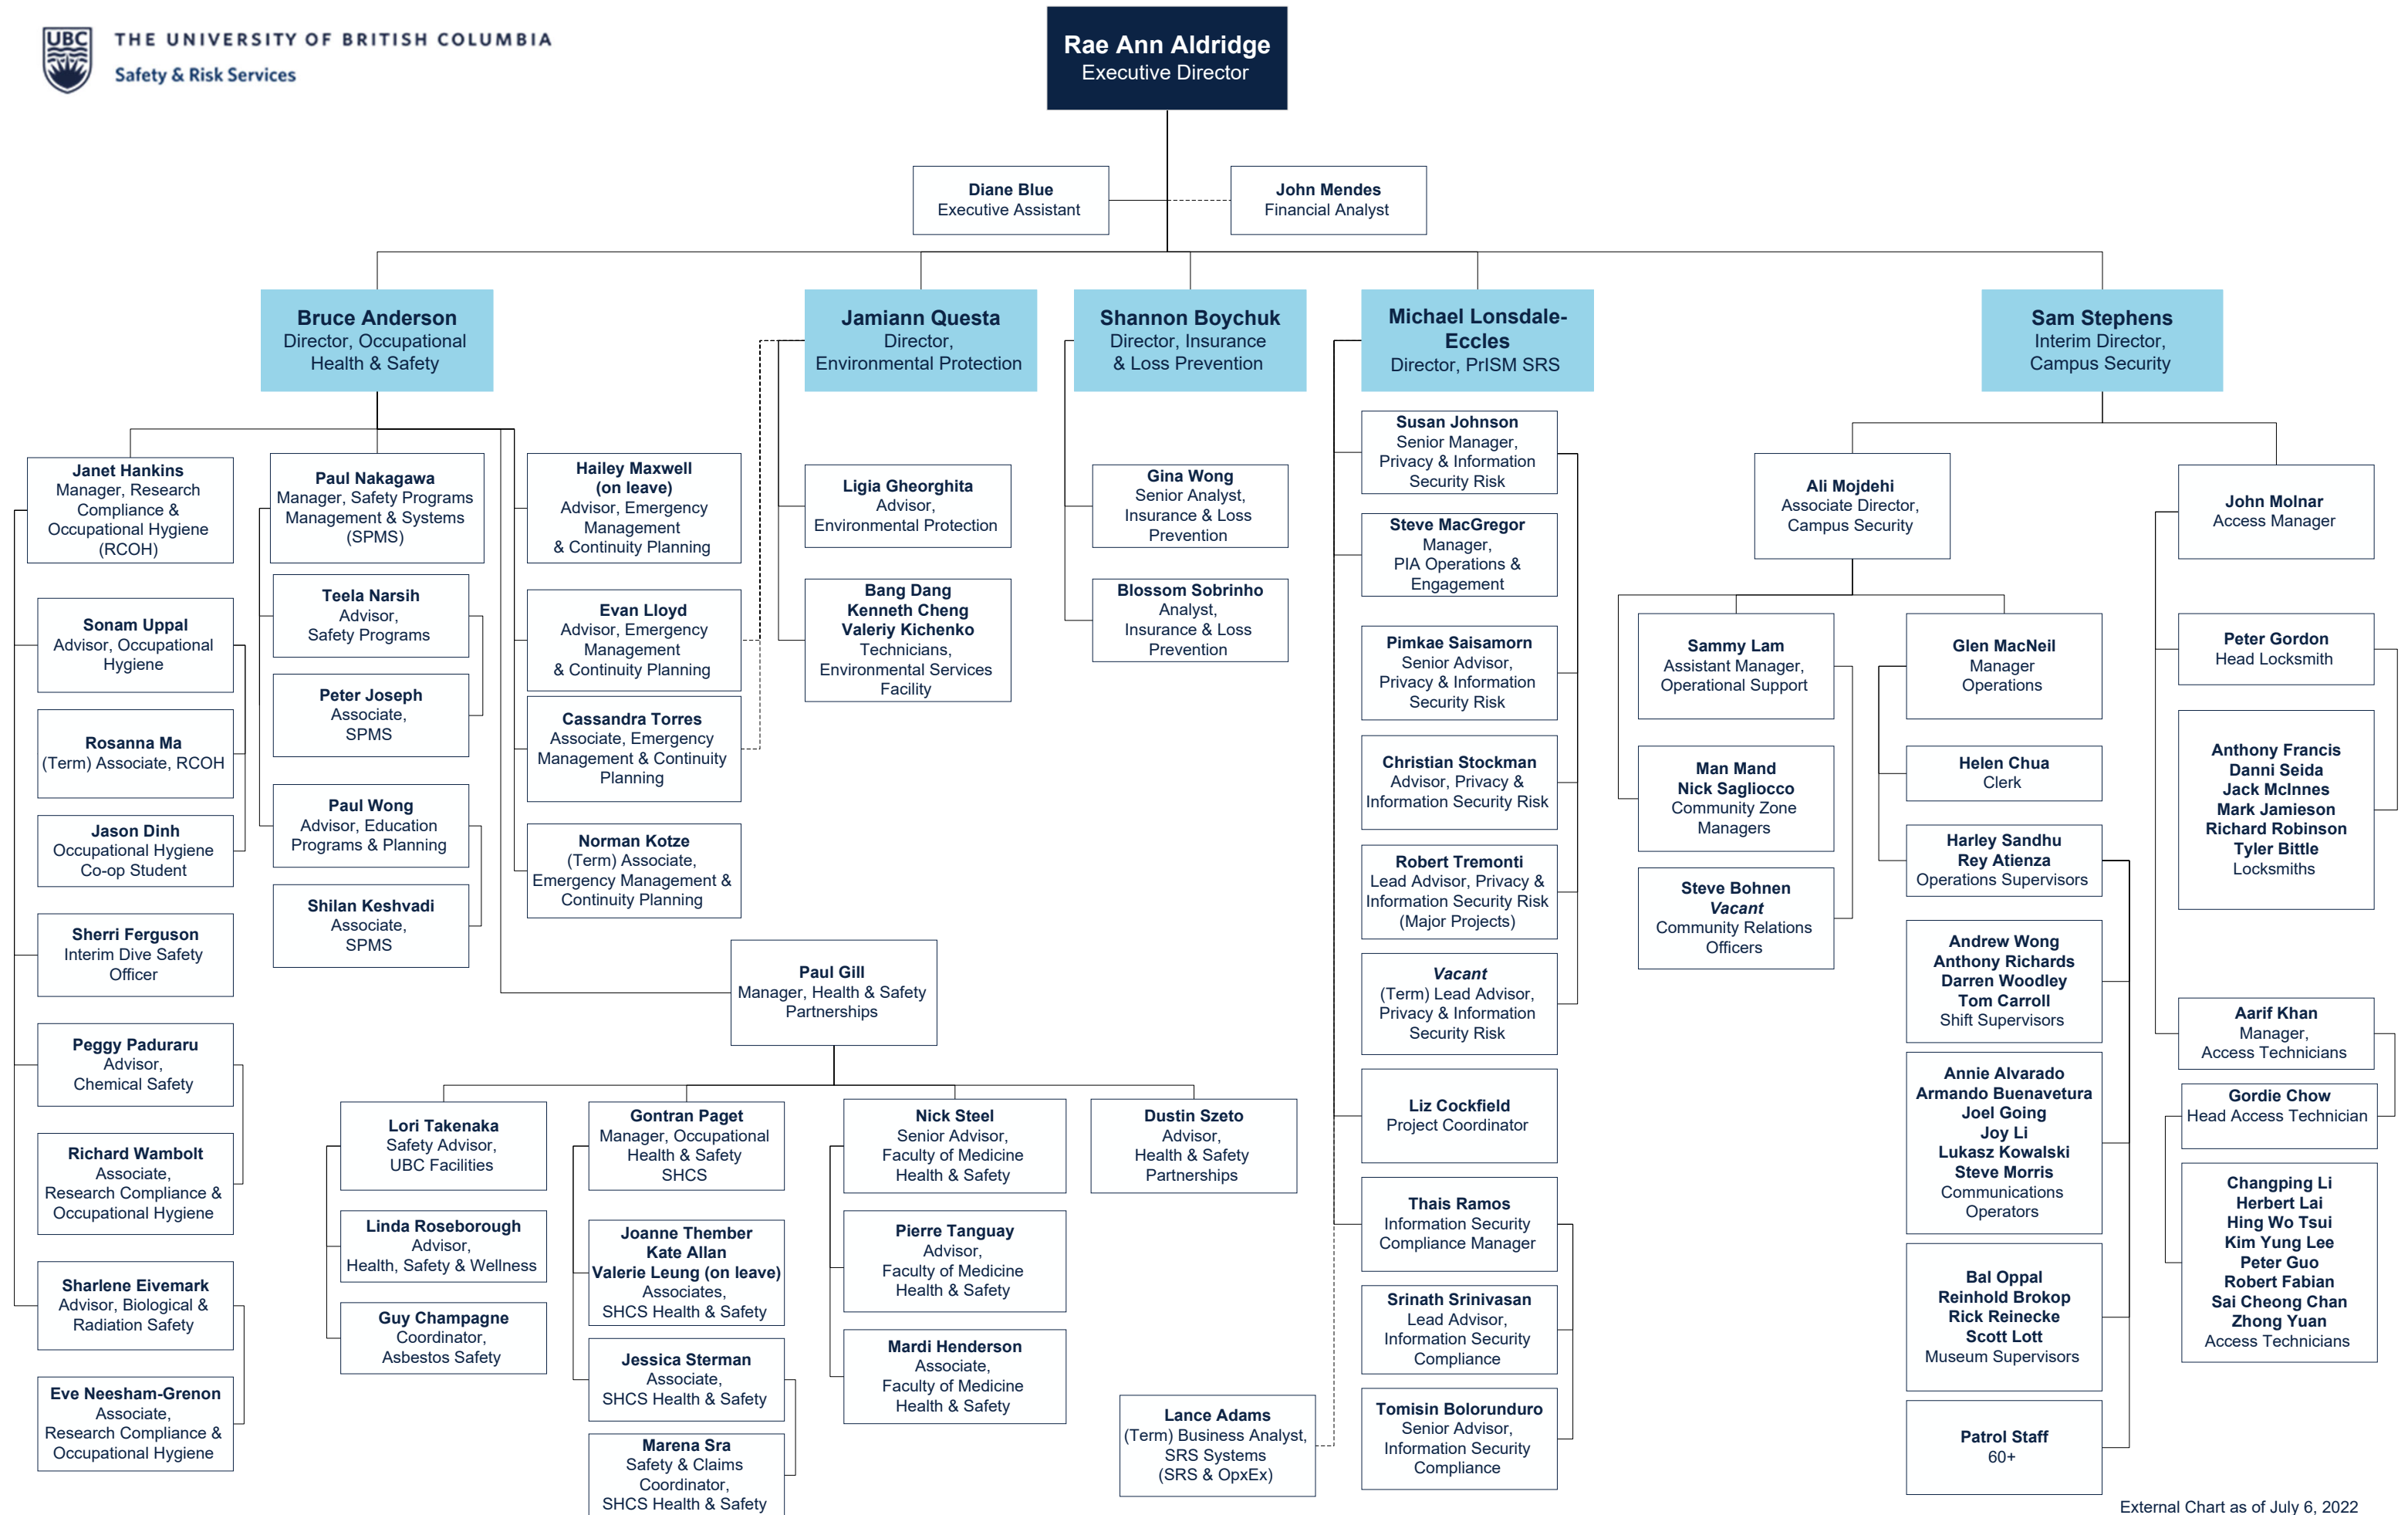 UBC
THE UNIVERSITY OF BRITISH COLUMBIA
Safety & Risk Services
Rae Ann Aldridge
Executive Director
Diane Blue
Executive Assistant
John Mendes
Financial Analyst
Bruce Anderson
Director, Occupational
Health & Safety
Jamiann Questa
Director,
Environmental Protection
Shannon Boychuk
Director, Insurance
& Loss Prevention
Michael Lonsdale-
Eccles
Director, PrISM SRS
Sam Stephens
Interim Director,
Campus Security
Janet Hankins
Manager, Research
Compliance &
Occupational Hygiene
(RCOH)
Sonam Uppal
Advisor, Occupational
Hygiene
Rosanna Ma
(Term) Associate, RCOH
Jason Dinh
Occupational Hygiene
Co-op Student
Sherri Ferguson
Interim Dive Safety
Officer
Peggy Paduraru
Advisor,
Chemical Safety
Richard Wambolt
Associate,
Research Compliance &
Occupational Hygiene
Sharlene Eivemark
Advisor, Biological &
Radiation Safety
Eve Neesham-Grenon
Associate,
Research Compliance &
Occupational Hygiene
Paul Nakagawa
Manager, Safety Programs
Management & Systems
(SPMS)
Teela Narsih
Advisor,
Safety Programs
Peter Joseph
Associate,
SPMS
Paul Wong
Advisor, Education
Programs & Planning
Shilan Keshvadi
Associate,
SPMS
Hailey Maxwell
(on leave)
Advisor, Emergency
Management
& Continuity Planning
Evan Lloyd
Advisor, Emergency
Management
& Continuity Planning
Cassandra Torres
Associate, Emergency
Management & Continuity
Planning
Norman Kotze
(Term) Associate,
Emergency Management &
Continuity Planning
Paul Gill
Manager, Health & Safety
Partnerships
Lori Takenaka
Safety Advisor,
UBC Facilities
Linda Roseborough
Advisor,
Health, Safety & Wellness
Guy Champagne
Coordinator,
Asbestos Safety
Gontran Paget
Manager, Occupational
Health & Safety
SHCS
Joanne Thember
Kate Allan
Valerie Leung (on leave)
Associates,
SHCS Health & Safety
Jessica Sterman
Associate,
SHCS Health & Safety
Marena Sra
Safety & Claims
Coordinator,
SHCS Health & Safety
Nick Steel
Senior Advisor,
Faculty of Medicine
Health & Safety
Pierre Tanguay
Advisor,
Faculty of Medicine
Health & Safety
Mardi Henderson
Associate,
Faculty of Medicine
Health & Safety
Dustin Szeto
Advisor,
Health & Safety
Partnerships
Ligia Gheorghita
Advisor,
Environmental Protection
Bang Dang
Kenneth Cheng
Valeriy Kichenko
Technicians,
Environmental Services
Facility
Gina Wong
Senior Analyst,
Insurance & Loss
Prevention
Blossom Sobrinho
Analyst,
Insurance & Loss
Prevention
Susan Johnson
Senior Manager,
Privacy & Information
Security Risk
Steve MacGregor
Manager,
PIA Operations &
Engagement
Pimkae Saisamorn
Senior Advisor,
Privacy & Information
Security Risk
Christian Stockman
Advisor, Privacy &
Information Security Risk
Robert Tremonti
Lead Advisor, Privacy &
Information Security Risk
(Major Projects)
Vacant
(Term) Lead Advisor,
Privacy & Information
Security Risk
Liz Cockfield
Project Coordinator
Thais Ramos
Information Security
Compliance Manager
Srinath Srinivasan
Lead Advisor,
Information Security
Compliance
Tomisin Bolorunduro
Senior Advisor,
Information Security
Compliance
Lance Adams
(Term) Business Analyst,
SRS Systems
(SRS & OpxEx)
Ali Mojdehi
Associate Director,
Campus Security
Sammy Lam
Assistant Manager,
Operational Support
Man Mand
Nick Sagliocco
Community Zone
Managers
Steve Bohnen
Vacant
Community Relations
Officers
Glen MacNeil
Manager
Operations
Helen Chua
Clerk
Harley Sandhu
Rey Atienza
Operations Supervisors
Andrew Wong
Anthony Richards
Darren Woodley
Tom Carroll
Shift Supervisors
Annie Alvarado
Armando Buenavetura
Joel Going
Joy Li
Lukasz Kowalski
Steve Morris
Communications
Operators
Bal Oppal
Reinhold Brokop
Rick Reinecke
Scott Lott
Museum Supervisors
Patrol Staff
60+
John Molnar
Access Manager
Peter Gordon
Head Locksmith
Anthony Francis
Danni Seida
Jack McInnes
Mark Jamieson
Richard Robinson
Tyler Bittle
Locksmiths
Aarif Khan
Manager,
Access Technicians
Gordie Chow
Head Access Technician
Changping Li
Herbert Lai
Hing Wo Tsui
Kim Yung Lee
Peter Guo
Robert Fabian
Sai Cheong Chan
Zhong Yuan
Access Technicians
External Chart as of July 6, 2022